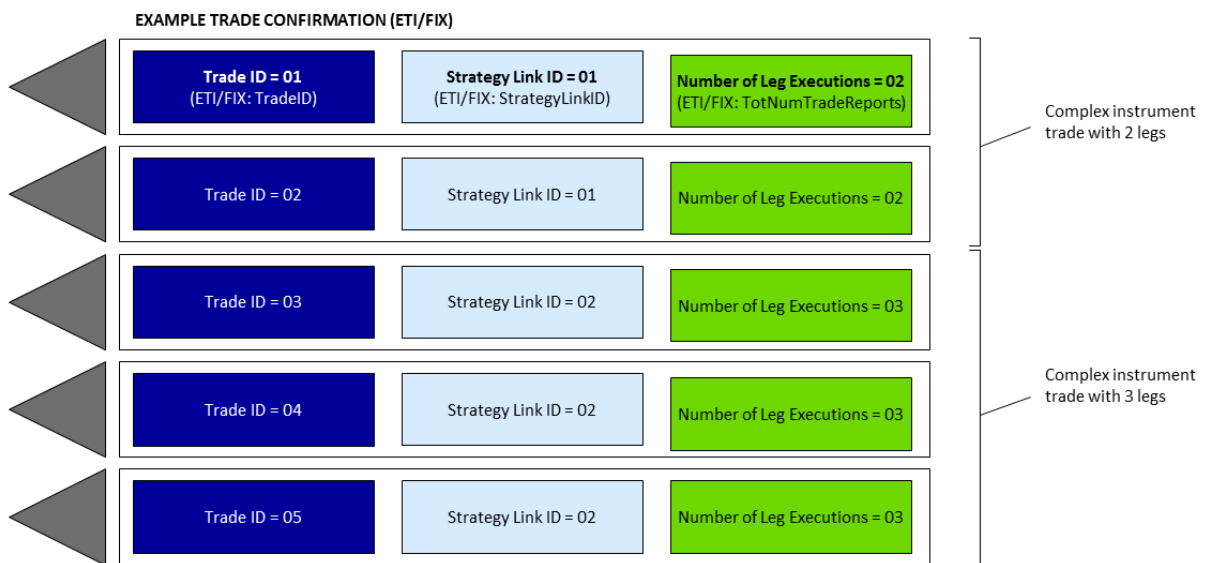 EXAMPLE TRADE CONFIRMATION (ETI/FIX)
Trade ID = 01
(ETI/FIX: TradeID)
Strategy Link ID = 01
(ETI/FIX: StrategyLinkID)
Number of Leg Executions = 02
(ETI/FIX: TotNumTradeReports)
Complex instrument
trade with 2 legs
Trade ID = 02
Strategy Link ID = 01
Number of Leg Executions = 02
Trade ID = 03
Strategy Link ID = 02
Number of Leg Executions = 03
Complex instrument
trade with 3 legs
Trade ID = 04
Strategy Link ID = 02
Number of Leg Executions = 03
Trade ID = 05
Strategy Link ID = 02
Number of Leg Executions = 03